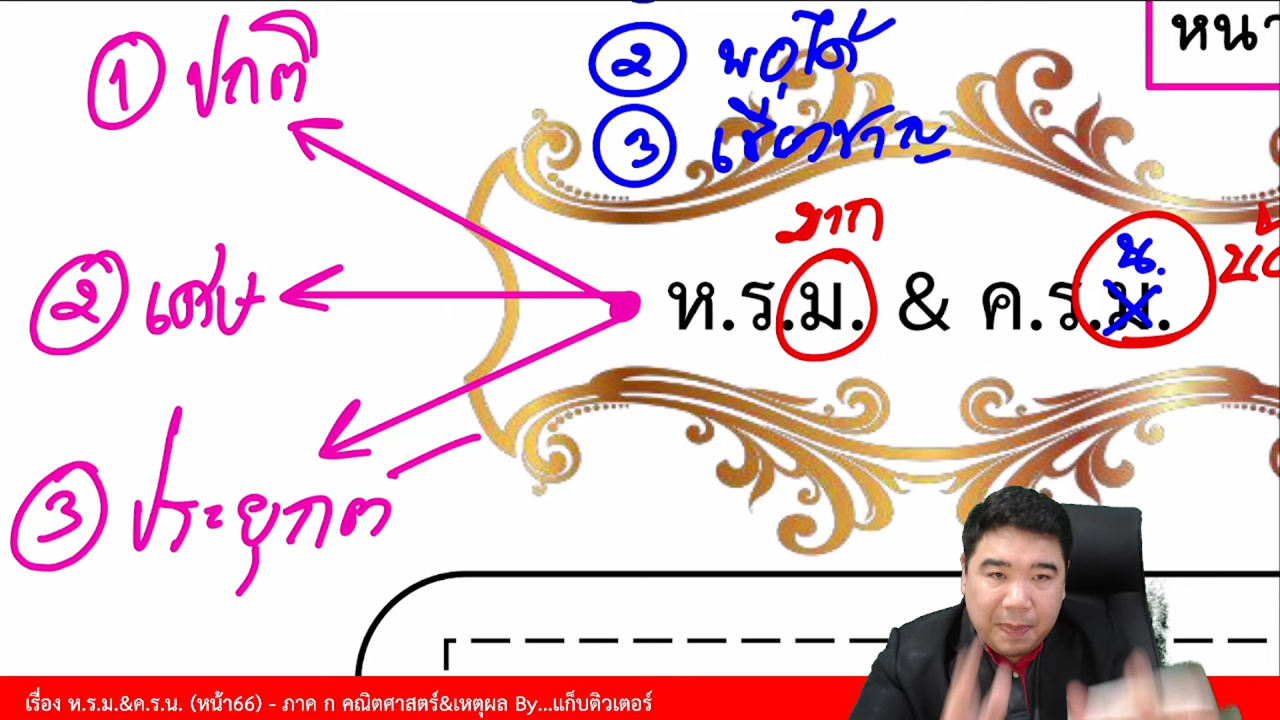 ① ปกติ
② พอได้
③ เชี่ยวชาญ
หนา
มาก
น.
ห.ร.ม. & ค.ร.ม.
② เศษ
③ ประยุกต์
เรื่อง ห.ร.ม.&ค.ร.น. (หน้า66) - ภาค ก คณิตศาสตร์&เหตุผล By...แก๊บติวเตอร์